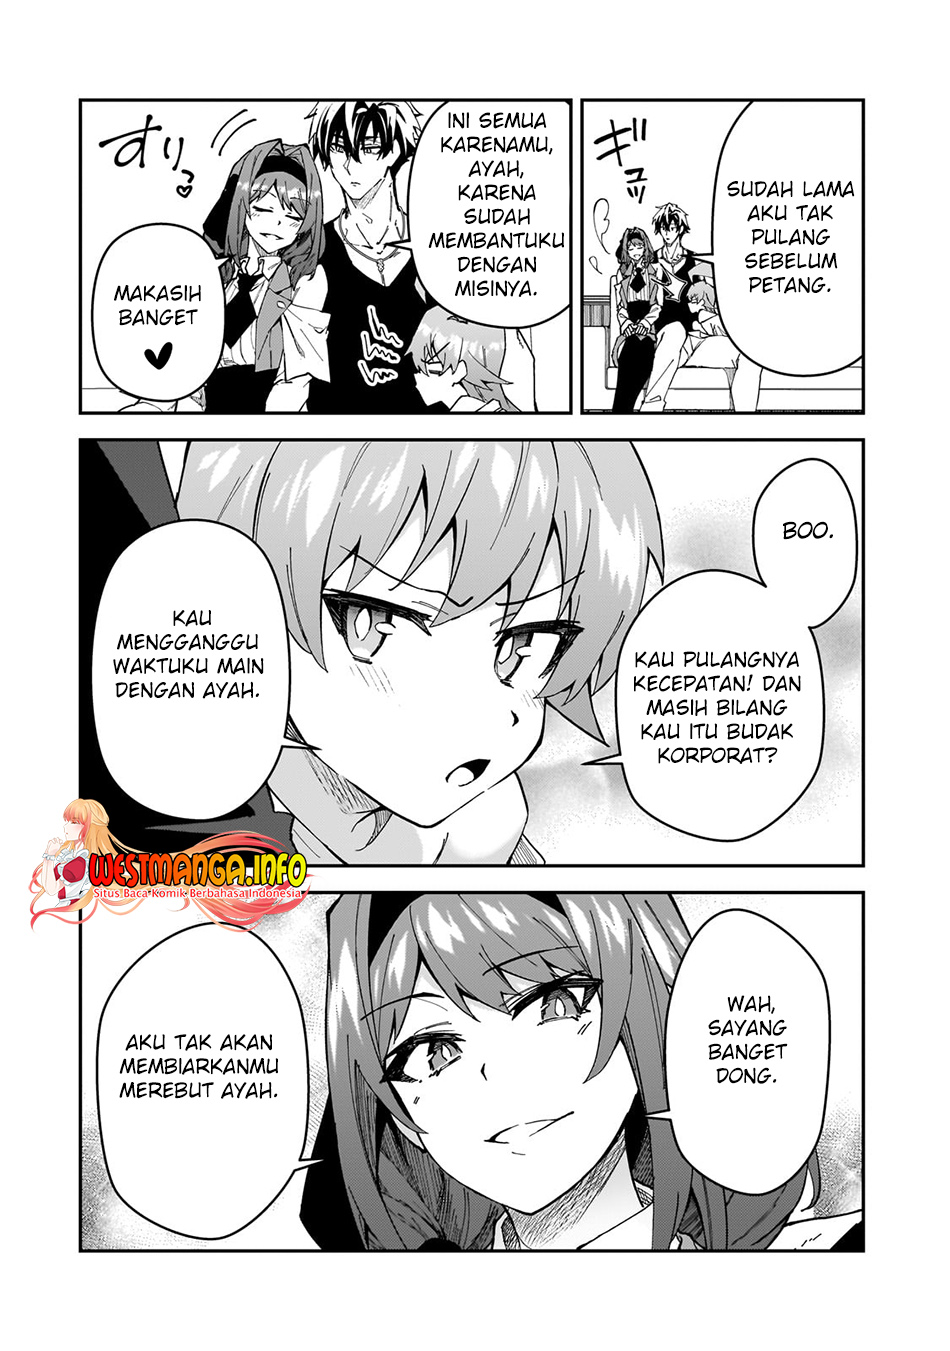 SUDAH LAMA
AKU TAK
PULANG
SEBELUM
PETANG.
ギュッ
INI SEMUA
KARENAMU,
AYAH,
KARENA
SUDAH
MEMBANTUKU
DENGAN
MISINYA.
すりっ
MAKASIH
BANGET
BOO.
KAU PULANGNYA
KECEPATAN! DAN
MASIH BILANG
KAU ITU BUDAK
KORPORAT?
KAU
MENGGANGGU
WAKTUKU MAIN
DENGAN AYAH.
WESTMANGA.INFO
Situs Baca Komik Berbahasa Indonesia
WAH,
SAYANG
BANGET
DONG.
AKU TAK AKAN
MEMBIARKANMU
MEREBUT AYAH.